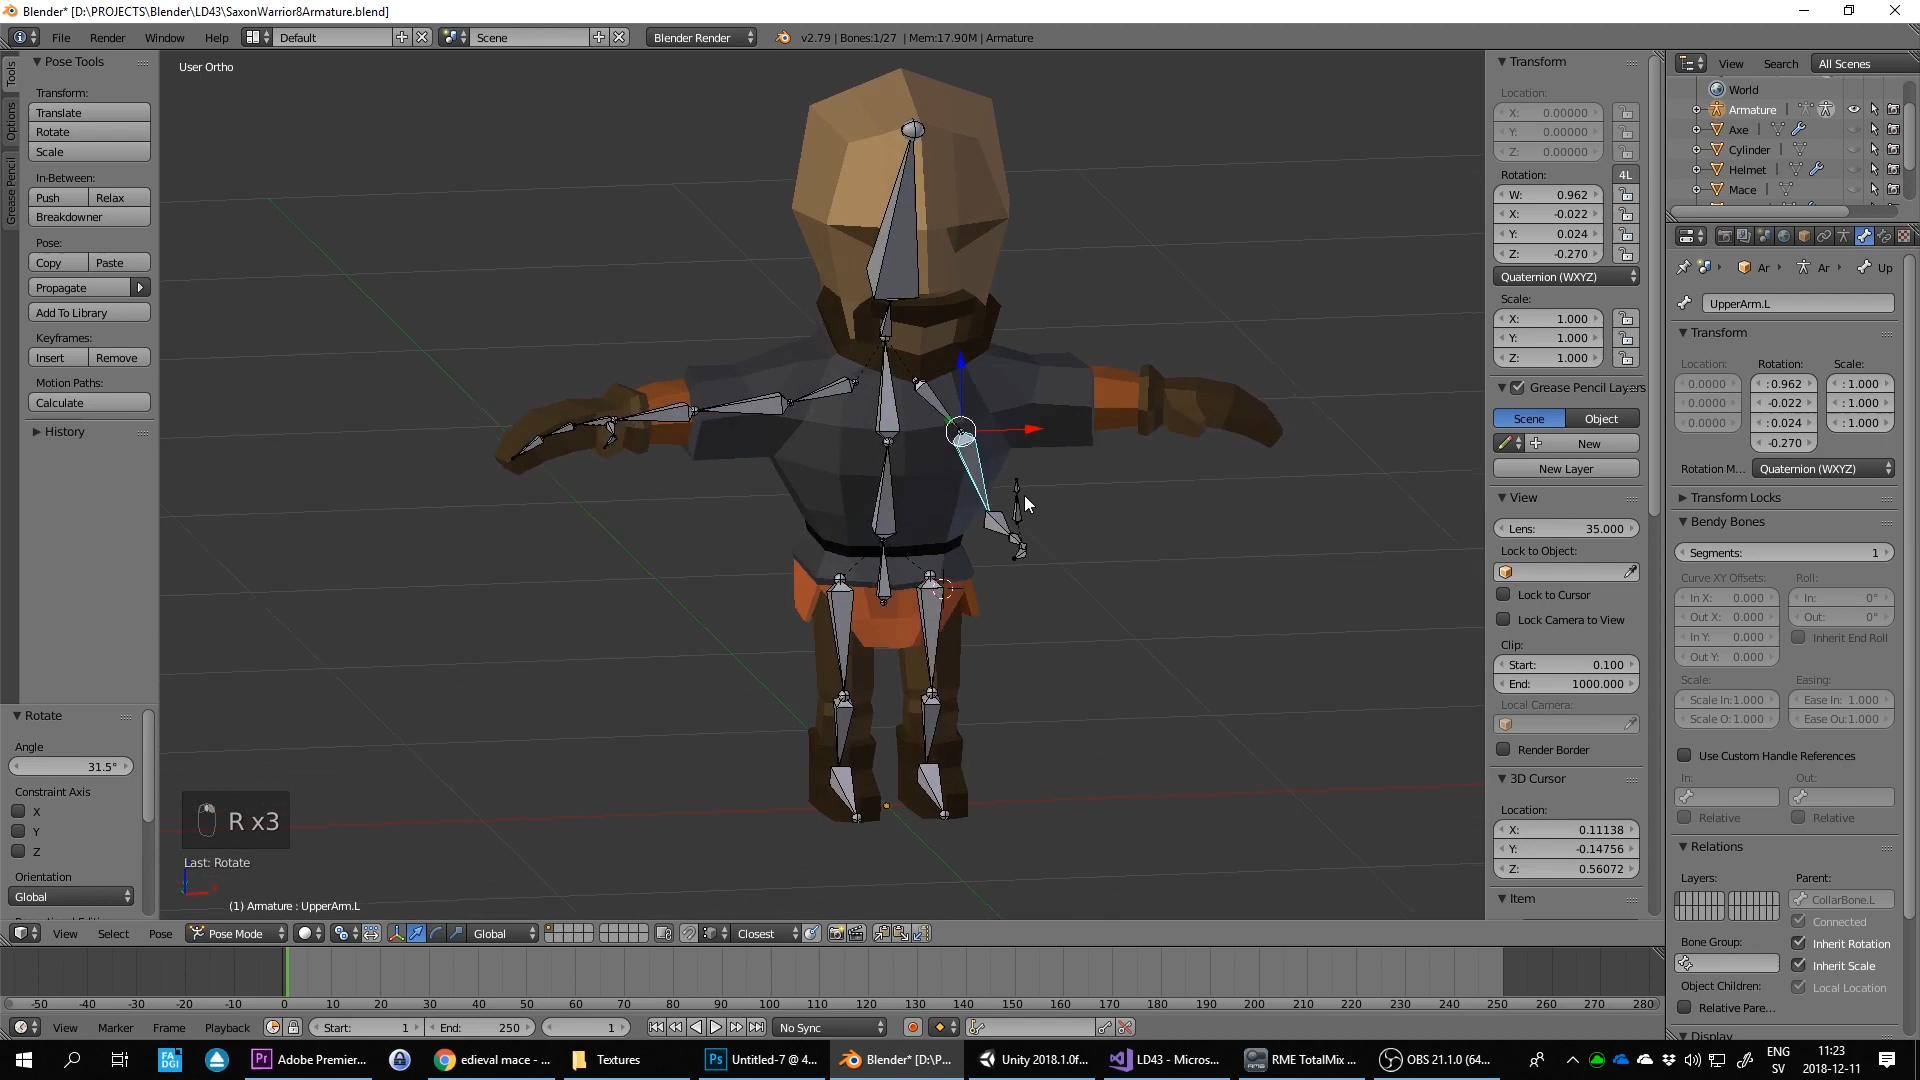 Blender* [D:\PROJECTS\Blender\LD43\SaxonWarrior8Armature.blend]
File Render Window Help Default Scene Blender Render v2.79 | Bones:1/27 | Mem:17.90M | Armature
Tools
Options
Grease Pencil
Pose Tools
Transform:
Translate
Rotate
Scale
In-Between:
Push Relax
Breakdowner
Pose:
Copy Paste
Propagate
Add To Library
Keyframes:
Insert Remove
Motion Paths:
Calculate
History
Rotate
Angle
31.5°
Constraint Axis
X
Y
Z
Orientation
Global
User Ortho
R x3
Last: Rotate
(1) Armature : UpperArm.L
Transform
Location:
X: 0.00000
Y: 0.00000
Z: 0.00000
Rotation: 4L
W: 0.962
X: -0.022
Y: 0.024
Z: -0.270
Quaternion (WXYZ)
Scale:
X: 1.000
Y: 1.000
Z: 1.000
Grease Pencil Layers
Scene Object
New
New Layer
View
Lens: 35.000
Lock to Object:
Lock to Cursor
Lock Camera to View
Clip:
Start: 0.100
End: 1000.000
Local Camera:
Render Border
3D Cursor
Location:
X: 0.11138
Y: -0.14756
Z: 0.56072
Item
View Search All Scenes
World
Armature
Axe
Cylinder
Helmet
Mace
Ar Ar Up
UpperArm.L
Transform
Location: Rotation: Scale:
0.0000 :0.962 : 1.000
0.0000 -0.022 : 1.000
0.0000 :0.024 : 1.000
-0.270
Rotation M... Quaternion (WXYZ)
Transform Locks
Bendy Bones
Segments: 1
Curve XY Offsets: Roll:
In X: 0.000 In: 0°
Out X: 0.000 Out: 0°
In Y: 0.000 Inherit End Roll
Out Y: 0.000
Scale: Easing:
Scale In:1.000 Ease In: 1.000
Scale O:1.000 Ease Ou:1.000
Use Custom Handle References
In: Out:
Relative Relative
Relations
Layers: Parent:
CollarBone.L
Connected
Bone Group: Inherit Rotation
Inherit Scale
Object Children: Local Location
Relative Pare...
Display
View Select Pose Pose Mode Global Closest
-50 -40 -30 -20 -10 0 10 20 30 40 50 60 70 80 90 100 110 120 130 140 150 160 170 180 190 200 210 220 230 240 250 260 270 280
View Marker Frame Playback Start: 1 End: 250 1 No Sync
FA
DGI
Pr Adobe Premier... edieval mace - ... Textures Ps Untitled-7 @ 4... Blender* [D:\P... Unity 2018.1.0f... LD43 - Micros... RME TotalMix ... OBS 21.1.0 (64...
ENG
SV
11:23
2018-12-11